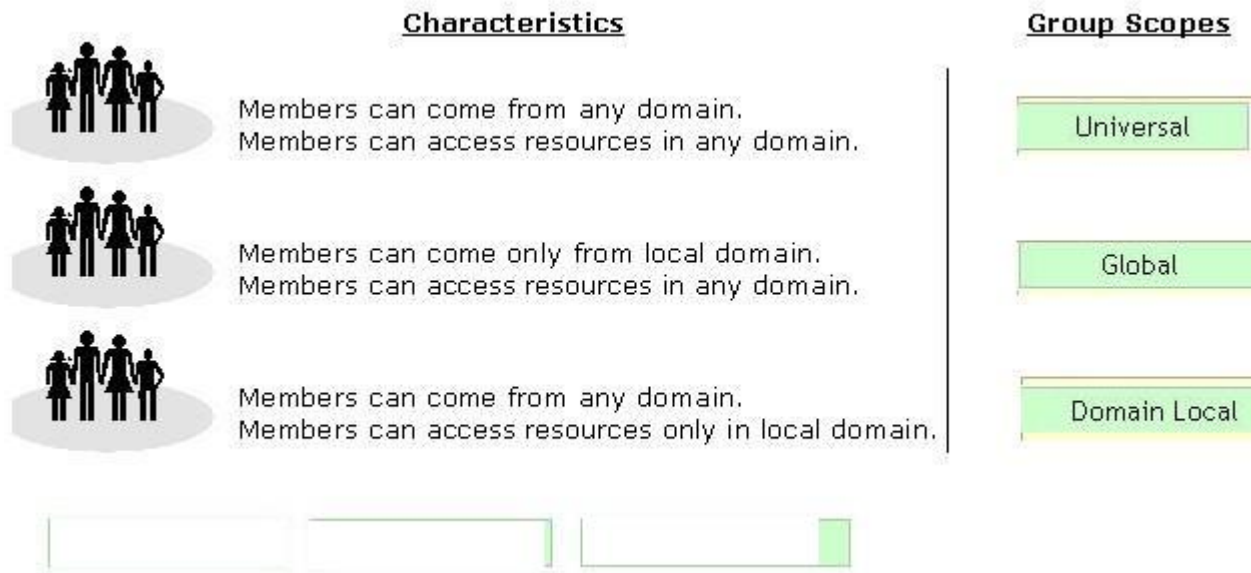 Characteristics
Group Scopes
Members can come from any domain.
Members can access resources in any domain.
Universal
Members can come only from local domain.
Members can access resources in any domain.
Global
Members can come from any domain.
Members can access resources only in local domain.
Domain Local